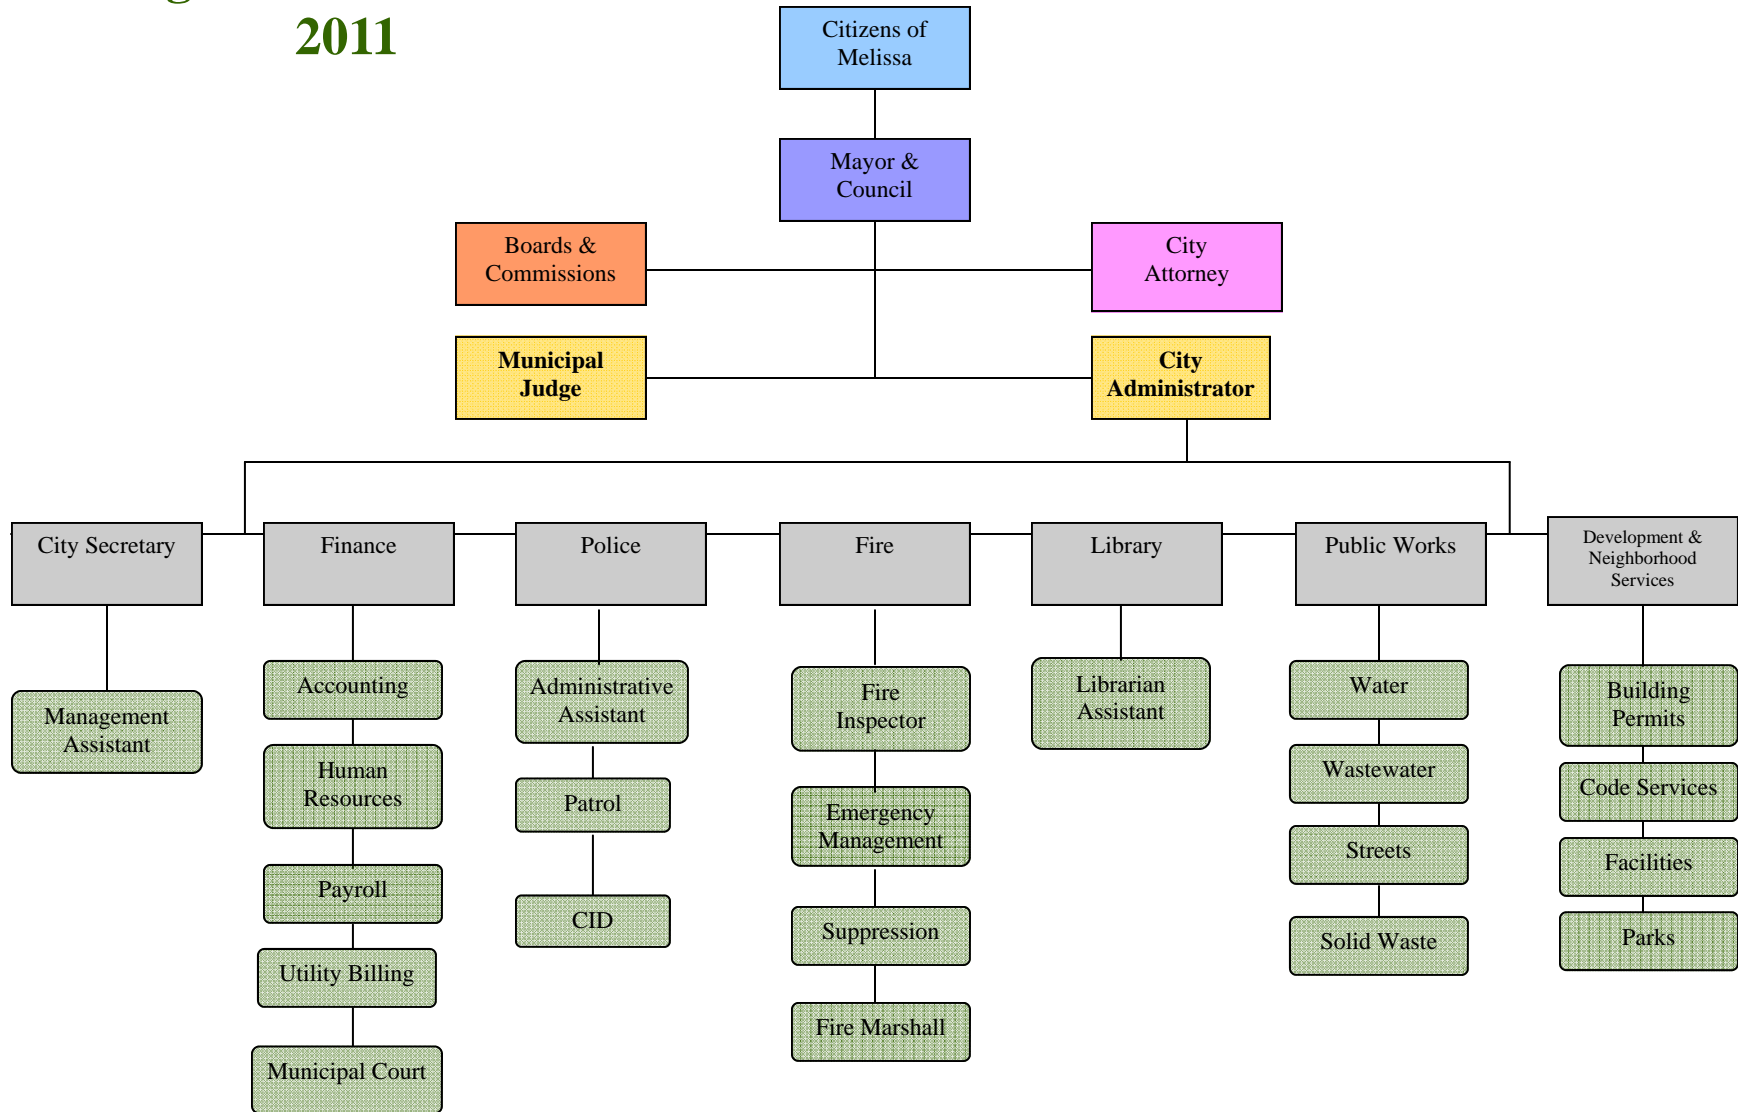 2011
Citizens of
Melissa
Mayor &
Council
Boards &
Commissions
City
Attorney
Municipal
Judge
City
Administrator
City Secretary
Finance
Police
Fire
Library
Public Works
Development &
Neighborhood
Services
Management
Assistant
Accounting
Human
Resources
Payroll
Utility Billing
Municipal Court
Administrative
Assistant
Patrol
CID
Fire
Inspector
Emergency
Management
Suppression
Fire Marshall
Librarian
Assistant
Water
Wastewater
Streets
Solid Waste
Building
Permits
Code Services
Facilities
Parks